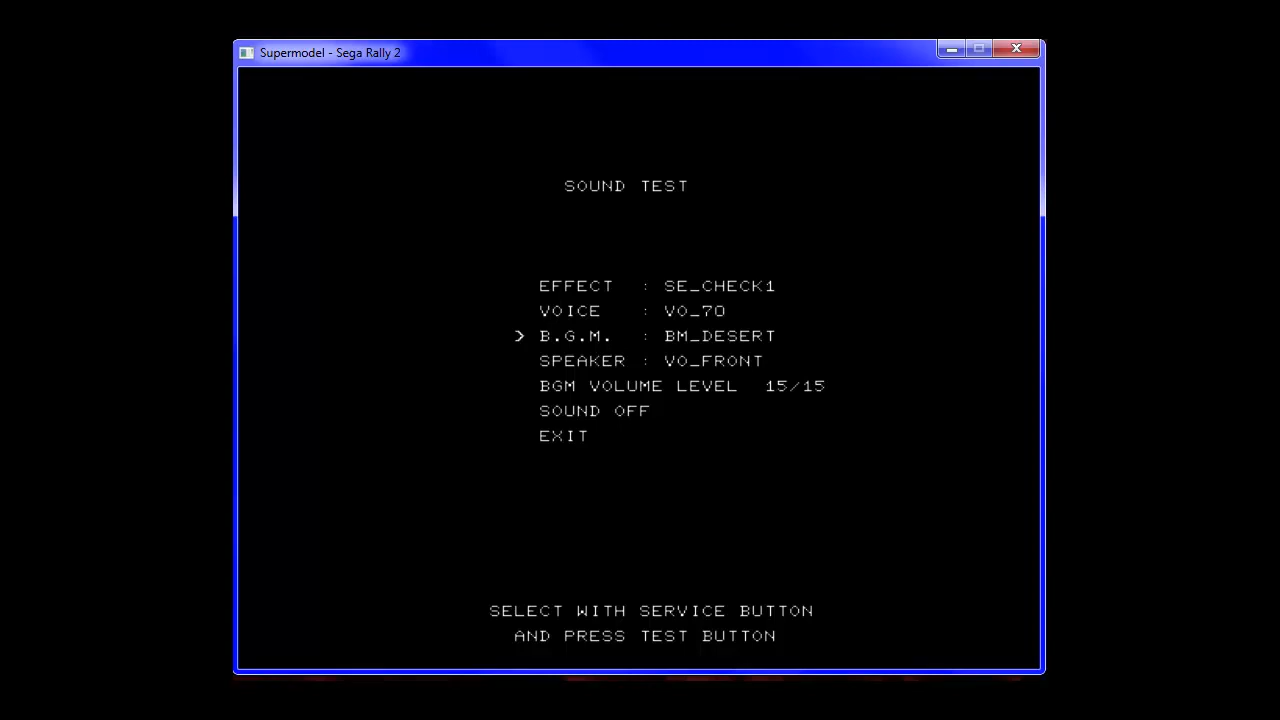 Supermodel - Sega Rally 2
SOUND TEST
EFFECT : SE_CHECK1
VOICE : VO_70
> B.G.M. : BM_DESERT
SPEAKER : VO_FRONT
BGM VOLUME LEVEL 15/15
SOUND OFF
EXIT
SELECT WITH SERVICE BUTTON
AND PRESS TEST BUTTON